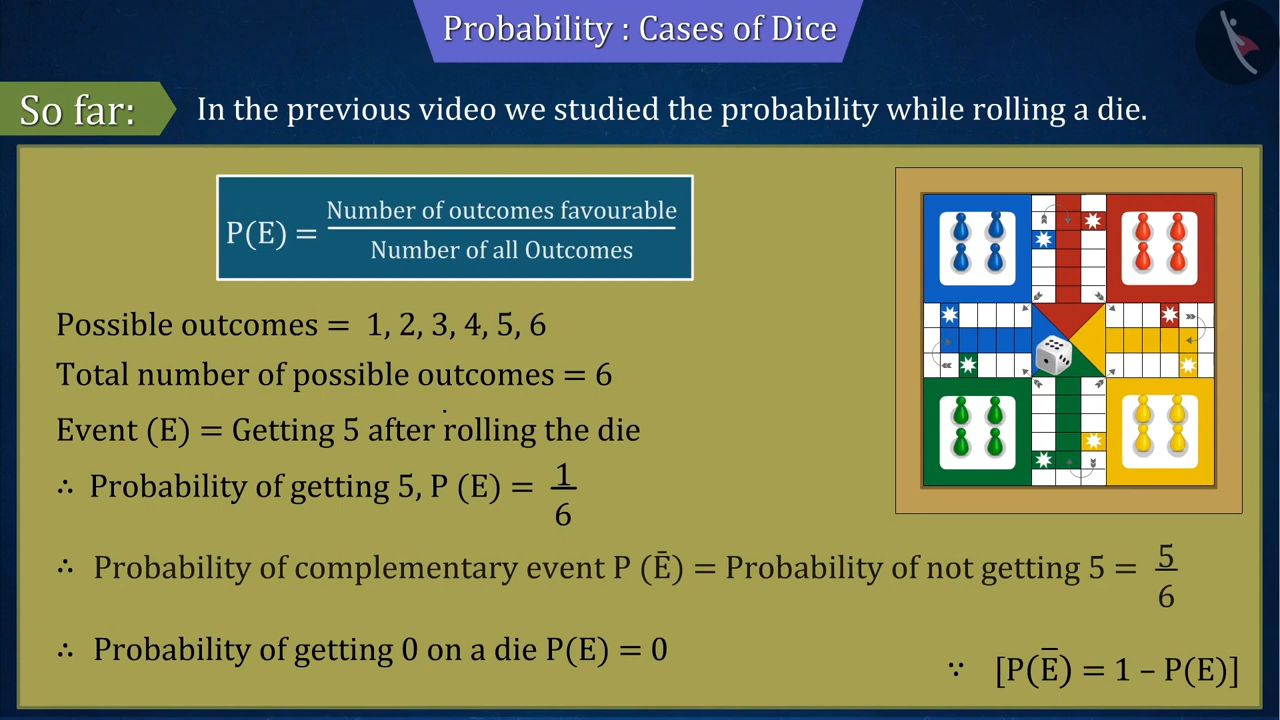 Probability : Cases of Dice
So far:
In the previous video we studied the probability while rolling a die.
P(E) = Number of outcomes favourable / Number of all Outcomes
Possible outcomes = 1, 2, 3, 4, 5, 6
Total number of possible outcomes = 6
Event (E) = Getting 5 after rolling the die
∴ Probability of getting 5, P (E) = 1/6
∴ Probability of complementary event P (Ē) = Probability of not getting 5 = 5/6
∴ Probability of getting 0 on a die P(E) = 0
∵ [P(Ē) = 1 – P(E)]